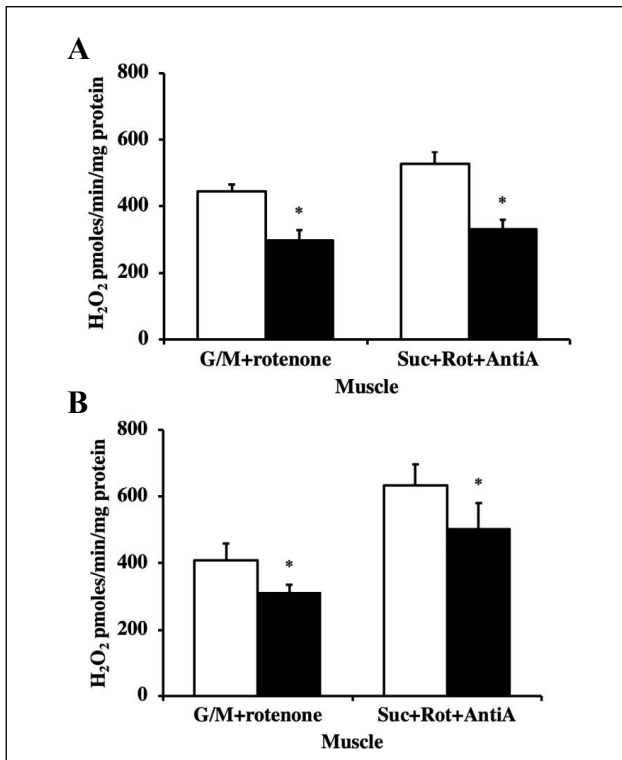 A
H₂O₂ pmoles/min/mg protein
800
600
400
200
0
*
*
G/M+rotenone
Suc+Rot+AntiA
Muscle
B
H₂O₂ pmoles/min/mg protein
800
600
400
200
0
*
*
G/M+rotenone
Suc+Rot+AntiA
Muscle